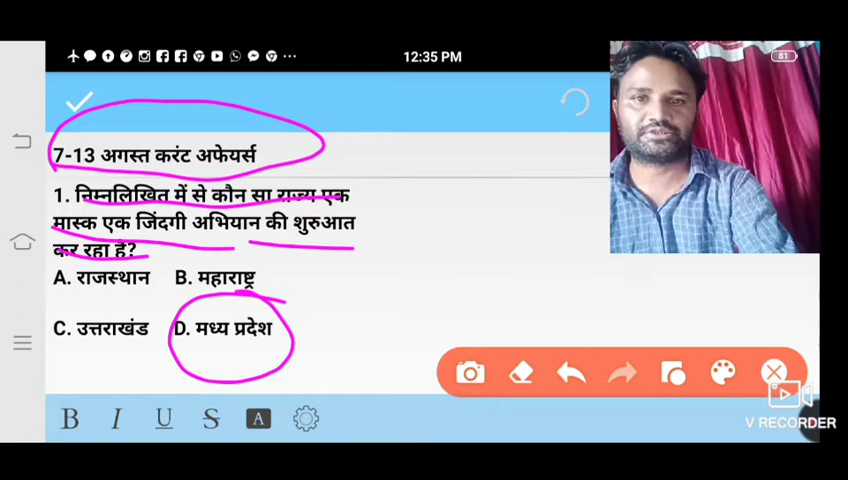 12:35 PM
81
7-13 अगस्त करंट अफेयर्स
1. निम्नलिखित में से कौन सा राज्य एक
मास्क एक जिंदगी अभियान की शुरुआत
कर रहा है?
A. राजस्थान B. महाराष्ट्र
C. उत्तराखंड D. मध्य प्रदेश
B I U S A
V RECORDER